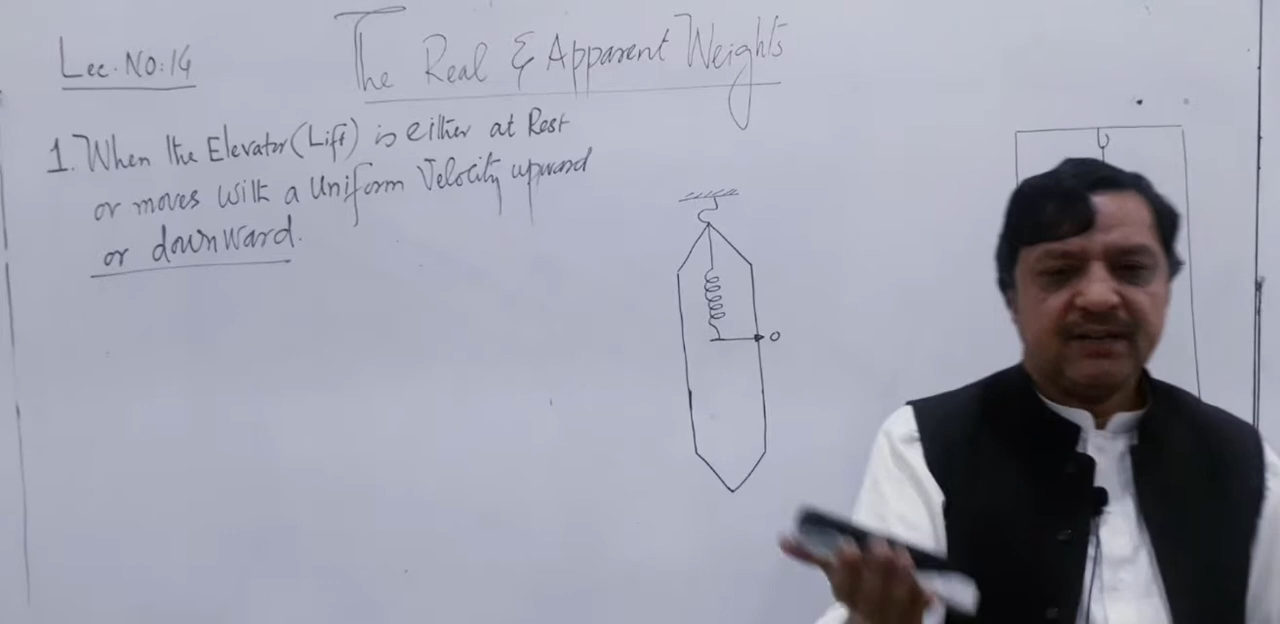 Lec. No: 14
The Real & Apparent Weights
1. When the Elevator (Lift) is either at Rest
or moves with a Uniform Velocity upward
or downward.
o